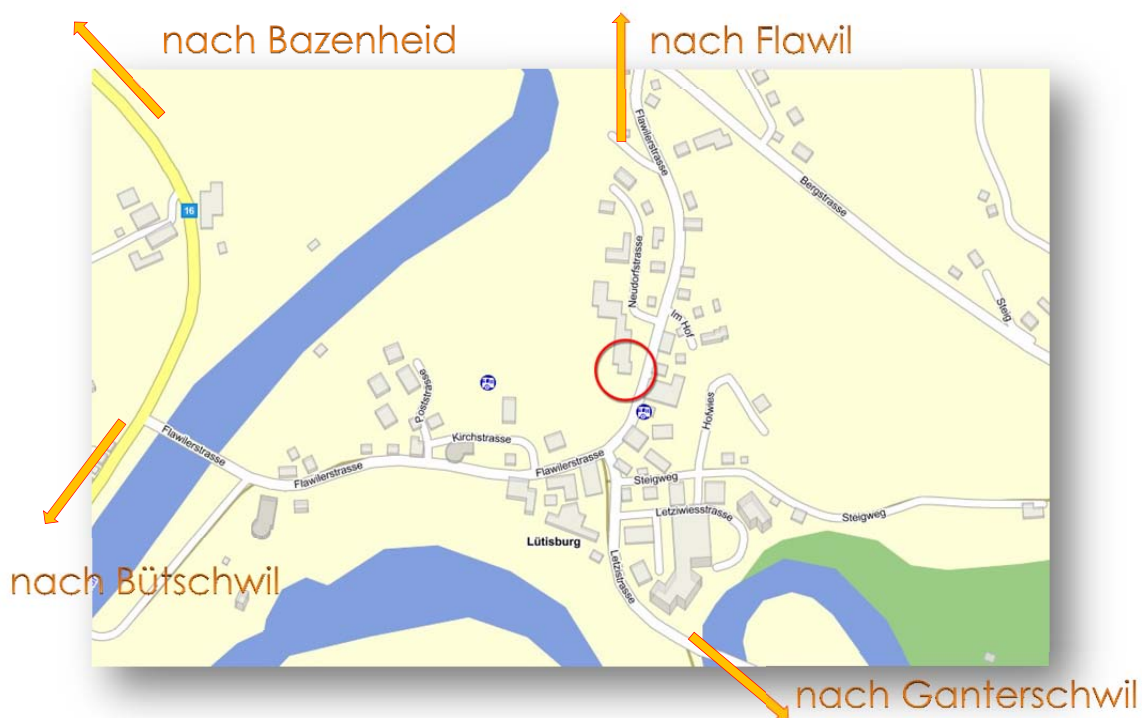 nach Bazenheid
nach Flawil
Flawilerstrasse
Bergstrasse
16
Neudorfstrasse
Im Hof
Steig
Poststrasse
Hofwies
Kirchstrasse
Flawilerstrasse
Flawilerstrasse
Flawilerstrasse
Steigweg
Letziwiesstrasse
Steigweg
Lütisburg
Letzistrasse
nach Bütschwil
nach Ganterschwil